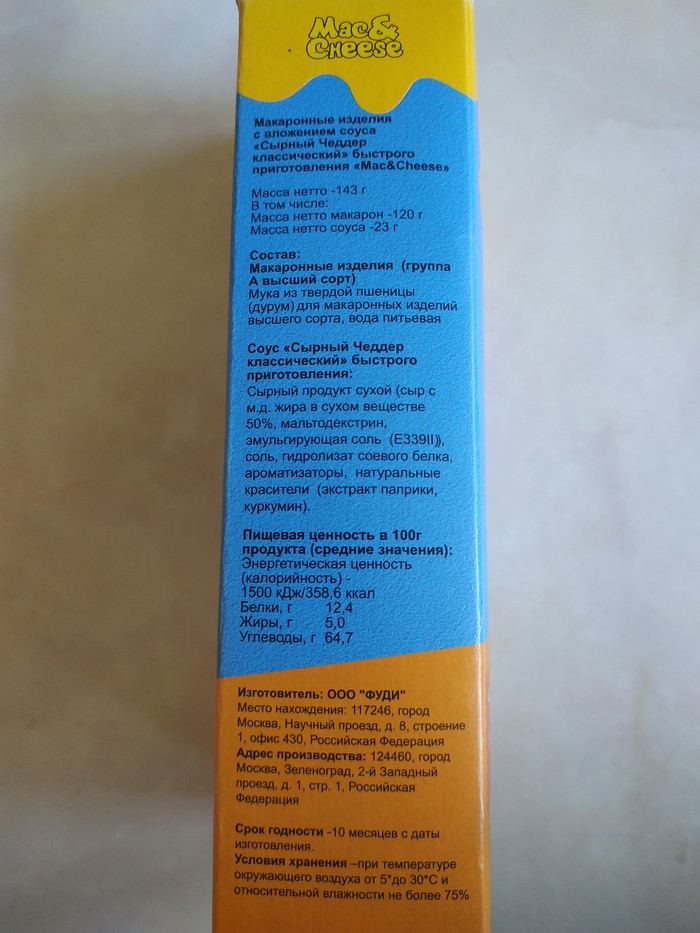 Mac&
Cheese
Макаронные изделия
с вложением соуса
«Сырный Чеддер
классический» быстрого
приготовления «Mac&Cheese»
Масса нетто -143 г
В том числе:
Масса нетто макарон -120 г
Масса нетто соуса -23 г
Состав:
Макаронные изделия (группа
А высший сорт)
Мука из твердой пшеницы
(дурум) для макаронных изделий
высшего сорта, вода питьевая
Соус «Сырный Чеддер
классический» быстрого
приготовления:
Сырный продукт сухой (сыр с
м.д. жира в сухом веществе
50%, мальтодекстрин,
эмульгирующая соль (Е339II)),
соль, гидролизат соевого белка,
ароматизаторы, натуральные
красители (экстракт паприки,
куркумин).
Пищевая ценность в 100г
продукта (средние значения):
Энергетическая ценность
(калорийность) -
1500 кДж/358,6 ккал
Белки, г 12,4
Жиры, г 5,0
Углеводы, г 64,7
Изготовитель: ООО "ФУДИ"
Место нахождения: 117246, город
Москва, Научный проезд, д. 8, строение
1, офис 430, Российская Федерация
Адрес производства: 124460, город
Москва, Зеленоград, 2-й Западный
проезд, д. 1, стр. 1, Российская
Федерация
Срок годности -10 месяцев с даты
изготовления.
Условия хранения –при температуре
окружающего воздуха от 5*до 30*С и
относительной влажности не более 75%